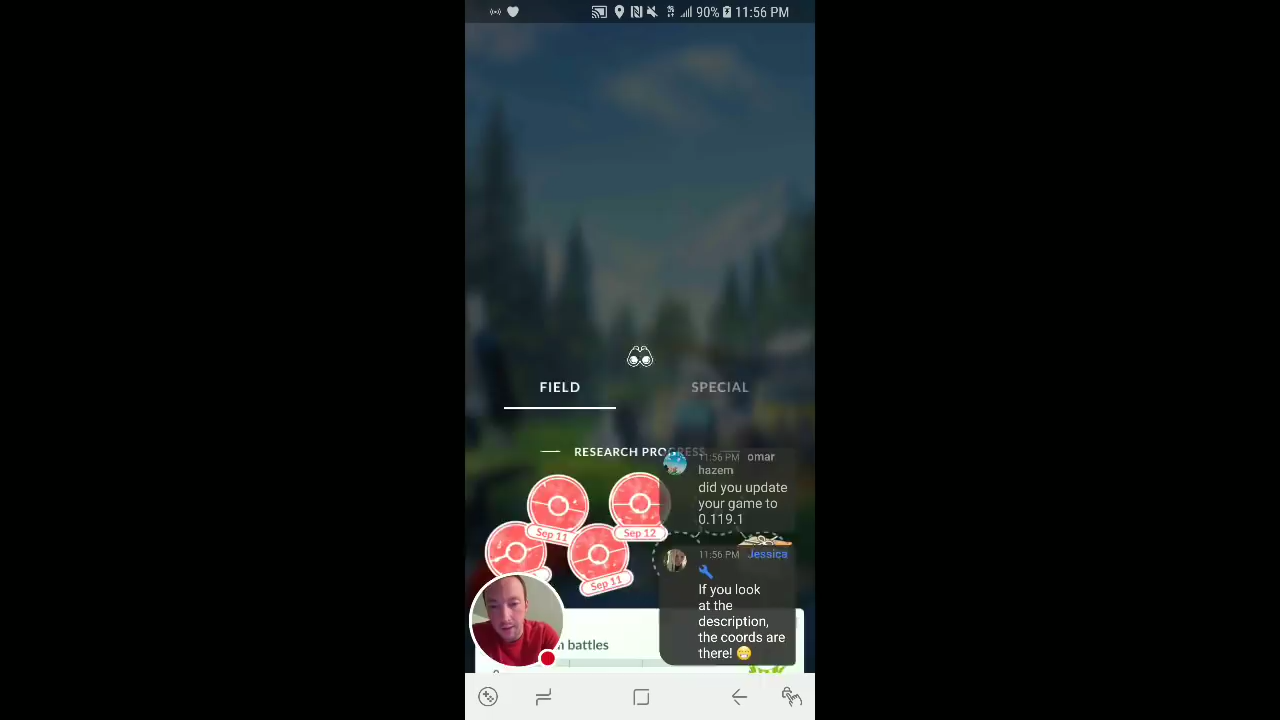 90% 11:56 PM
FIELD
SPECIAL
RESEARCH PROGRESS
Sep 11
Sep 12
Sep 11
battles
11:56 PM omar
hazem
did you update
your game to
0.119.1
11:56 PM Jessica
If you look
at the
description,
the coords are
there!